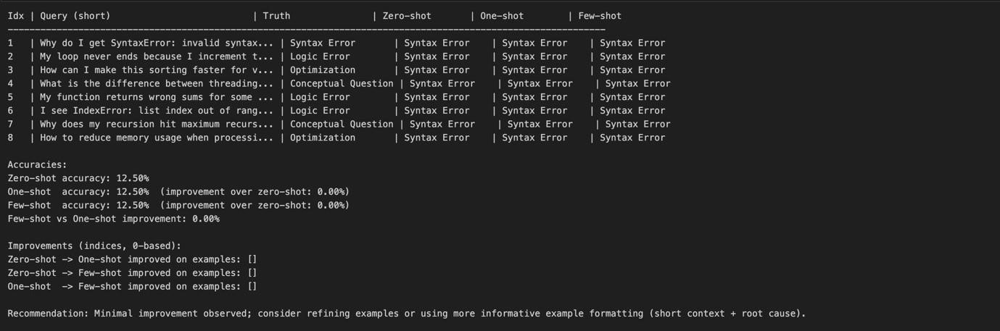 Idx | Query (short) | Truth | Zero-shot | One-shot | Few-shot
--------------------------------------------------------------------------------------------------------------
1 | Why do I get SyntaxError: invalid syntax... | Syntax Error | Syntax Error | Syntax Error | Syntax Error
2 | My loop never ends because I increment t... | Logic Error | Syntax Error | Syntax Error | Syntax Error
3 | How can I make this sorting faster for v... | Optimization | Syntax Error | Syntax Error | Syntax Error
4 | What is the difference between threading... | Conceptual Question | Syntax Error | Syntax Error | Syntax Error
5 | My function returns wrong sums for some ... | Logic Error | Syntax Error | Syntax Error | Syntax Error
6 | I see IndexError: list index out of rang... | Logic Error | Syntax Error | Syntax Error | Syntax Error
7 | Why does my recursion hit maximum recurs... | Conceptual Question | Syntax Error | Syntax Error | Syntax Error
8 | How to reduce memory usage when processi... | Optimization | Syntax Error | Syntax Error | Syntax Error
Accuracies:
Zero-shot accuracy: 12.50%
One-shot  accuracy: 12.50%  (improvement over zero-shot: 0.00%)
Few-shot  accuracy: 12.50%  (improvement over zero-shot: 0.00%)
Few-shot vs One-shot improvement: 0.00%
Improvements (indices, 0-based):
Zero-shot -> One-shot improved on examples: []
Zero-shot -> Few-shot improved on examples: []
One-shot  -> Few-shot improved on examples: []
Recommendation: Minimal improvement observed; consider refining examples or using more informative example formatting (short context + root cause).